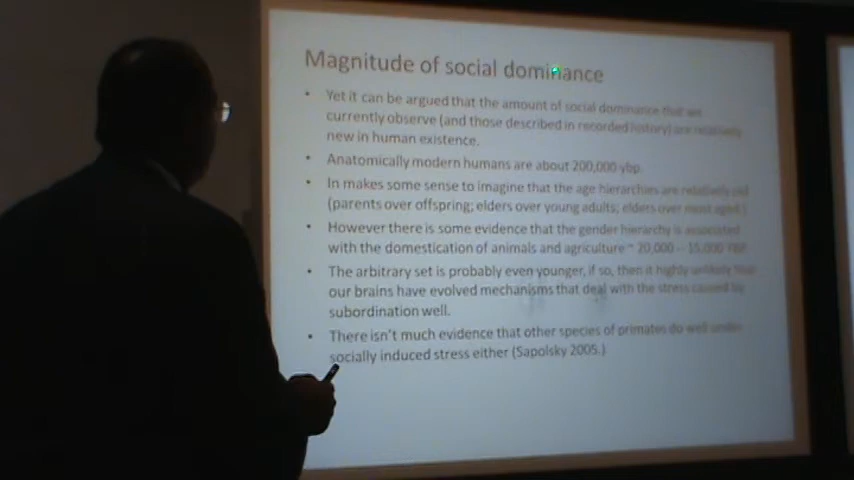 Magnitude of social dominance
• Yet it can be argued that the amount of social dominance that we
currently observe (and those described in recorded history) are relatively
new in human existence.
• Anatomically modern humans are about 200,000 ybp.
• In makes some sense to imagine that the age hierarchies are relatively old
(parents over offspring; elders over young adults; elders over most aged.)
• However there is some evidence that the gender hierarchy is associated
with the domestication of animals and agriculture ~ 20,000 – 15,000 YBP.
• The arbitrary set is probably even younger, if so, then it highly unlikely that
our brains have evolved mechanisms that deal with the stress caused by
subordination well.
• There isn't much evidence that other species of primates do well under
socially induced stress either (Sapolsky 2005.)